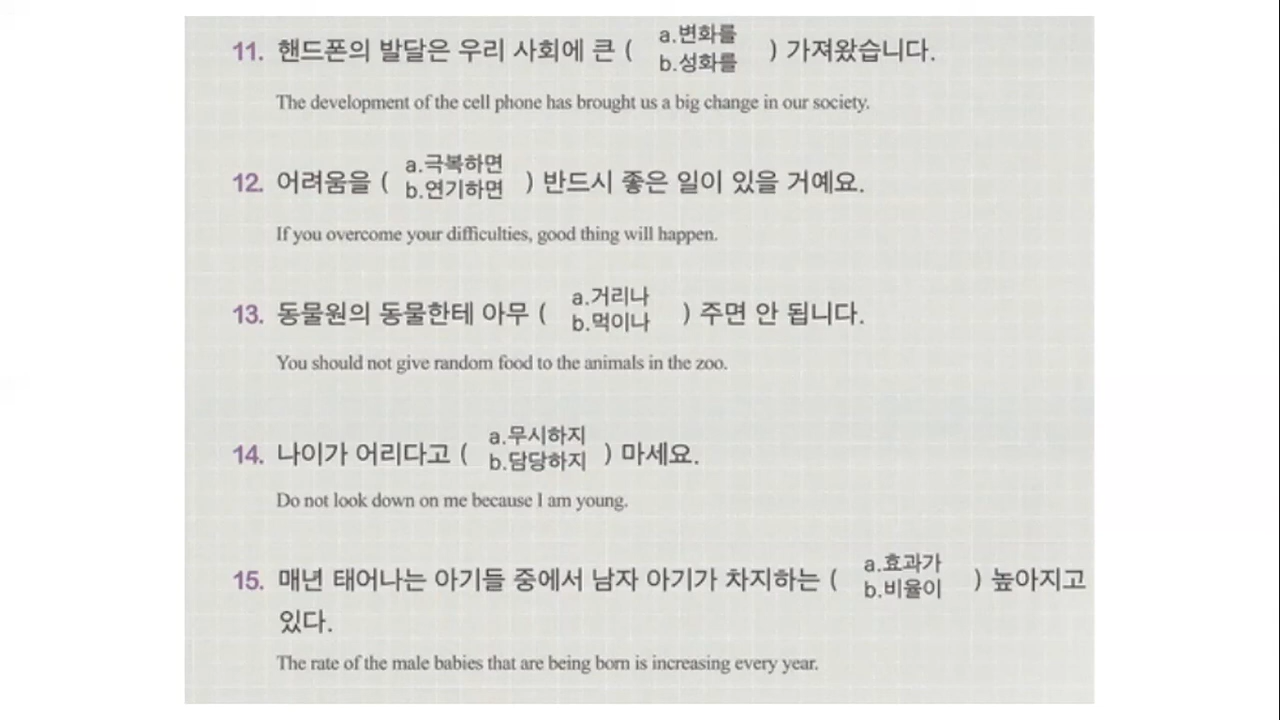 11. 핸드폰의 발달은 우리 사회에 큰 ( a.변화를 b.성화를 ) 가져왔습니다.
The development of the cell phone has brought us a big change in our society.
12. 어려움을 ( a.극복하면 b.연기하면 ) 반드시 좋은 일이 있을 거예요.
If you overcome your difficulties, good thing will happen.
13. 동물원의 동물한테 아무 ( a.거리나 b.먹이나 ) 주면 안 됩니다.
You should not give random food to the animals in the zoo.
14. 나이가 어리다고 ( a.무시하지 b.담당하지 ) 마세요.
Do not look down on me because I am young.
15. 매년 태어나는 아기들 중에서 남자 아기가 차지하는 ( a.효과가 b.비율이 ) 높아지고
있다.
The rate of the male babies that are being born is increasing every year.